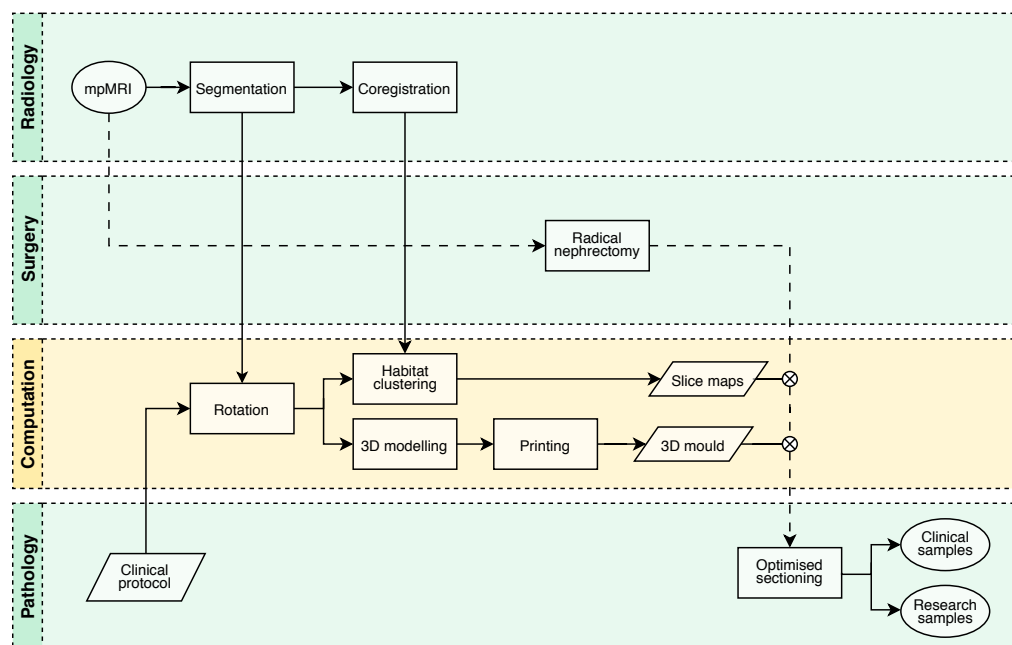 Radiology
mpMRI
Segmentation
Coregistration
Surgery
Radical
nephrectomy
Computation
Habitat
clustering
Slice maps
Rotation
3D modelling
Printing
3D mould
Pathology
Clinical
protocol
Optimised
sectioning
Clinical
samples
Research
samples